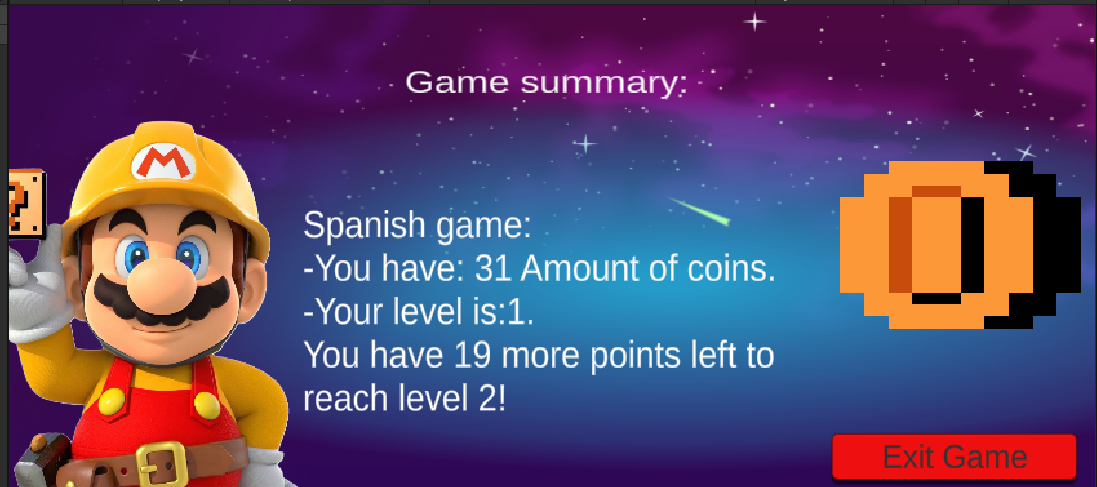 Game summary:
M
?
Spanish game:
-You have: 31 Amount of coins.
-Your level is:1.
You have 19 more points left to
reach level 2!
Exit Game